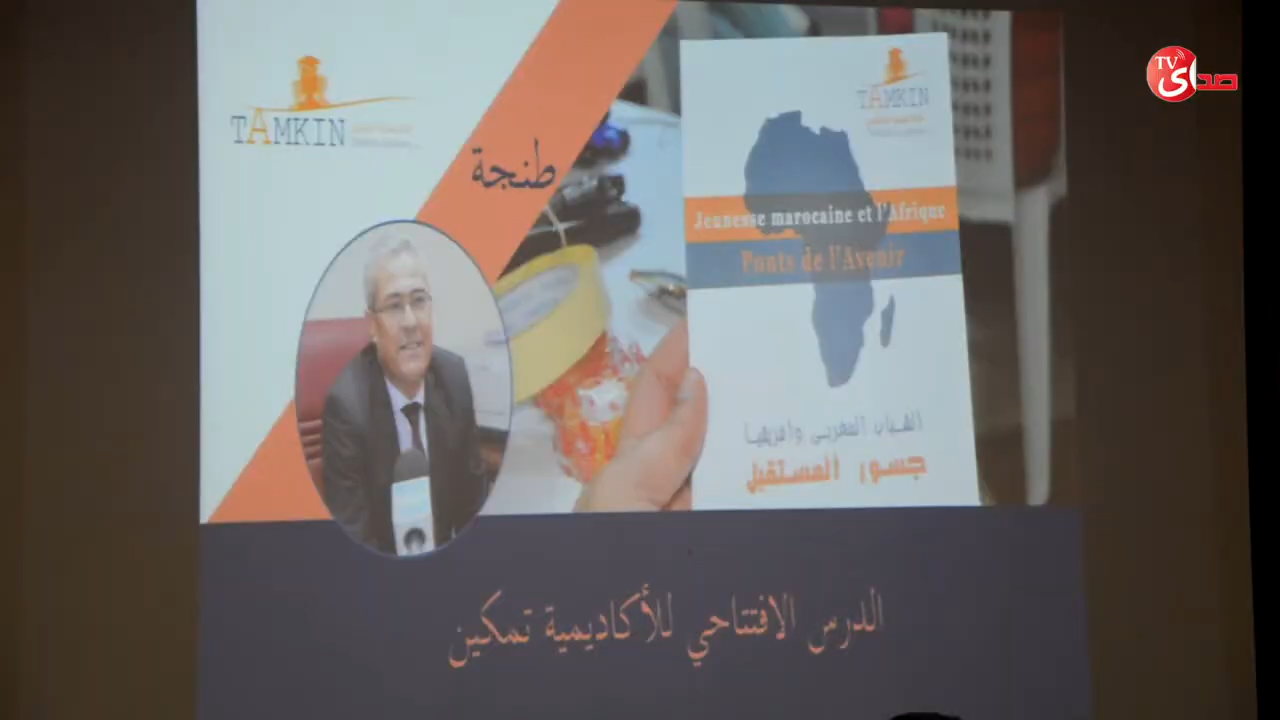 TV
صدى
TAMKIN
طنجة
TAMKIN
Jeunesse marocaine et l'Afrique
Ponts de l'Avenir
الشباب المغربي وافريقيا
جسور المستقبل
الدرس الافتتاحي للأكاديمية تمكين